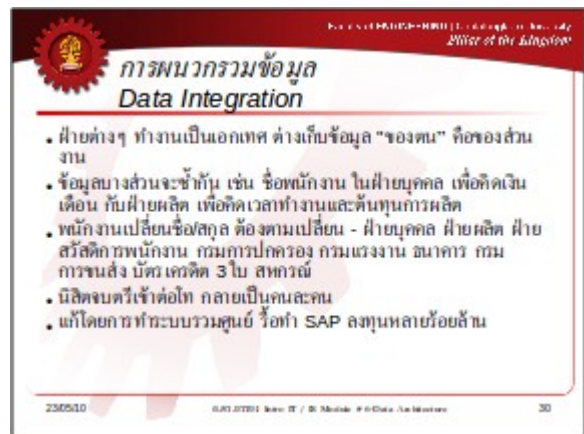 Faculty of ENGINEERING | Chulalongkorn University
Pillar of the Kingdom
การผนวกรวมข้อมูล
Data Integration
• ฝ่ายต่างๆ ทำงานเป็นเอกเทศ ต่างเก็บข้อมูล "ของตน" คือของส่วน
งาน
• ข้อมูลบางส่วนจะซ้ำกัน เช่น ชื่อพนักงาน ในฝ่ายบุคคล เพื่อคิดเงิน
เดือน กับฝ่ายผลิต เพื่อคิดเวลาทำงานและต้นทุนการผลิต
• พนักงานเปลี่ยนชื่อ/สกุล ต้องตามเปลี่ยน - ฝ่ายบุคคล ฝ่ายผลิต ฝ่าย
สวัสดิการพนักงาน กรมการปกครอง กรมแรงงาน ธนาคาร กรม
การขนส่ง บัตรเครดิต 3 ใบ สหกรณ์
• นิสิตจบตรีเข้าต่อโท กลายเป็นคนละคน
• แก้โดยการทำระบบรวมศูนย์ รื้อทำ SAP ลงทุนหลายร้อยล้าน
23/05/10 Intro IT / IS Module # 6 Data Architecture 30